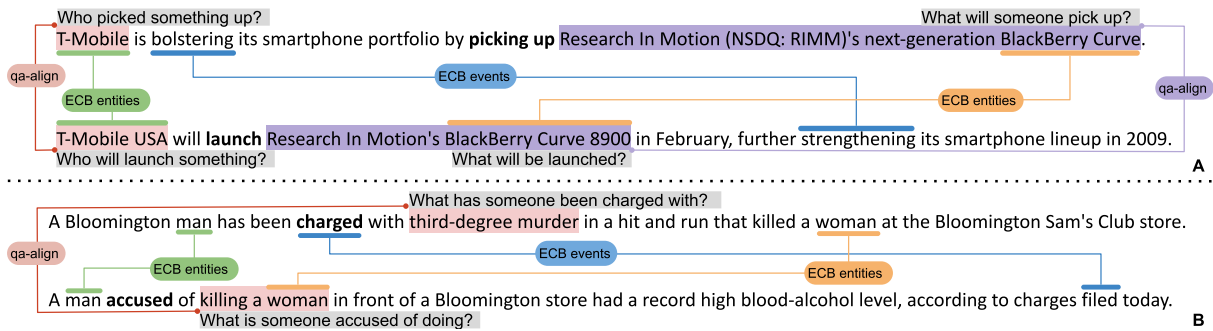 Who picked something up? What will someone pick up?
T-Mobile is bolstering its smartphone portfolio by picking up Research In Motion (NSDQ: RIMM)'s next-generation BlackBerry Curve.
qa-align ECB events qa-align
ECB entities ECB entities
T-Mobile USA will launch Research In Motion's BlackBerry Curve 8900 in February, further strengthening its smartphone lineup in 2009.
Who will launch something? What will be launched?
A
What has someone been charged with?
A Bloomington man has been charged with third-degree murder in a hit and run that killed a woman at the Bloomington Sam's Club store.
qa-align ECB events
ECB entities ECB entities
A man accused of killing a woman in front of a Bloomington store had a record high blood-alcohol level, according to charges filed today.
What is someone accused of doing?
B